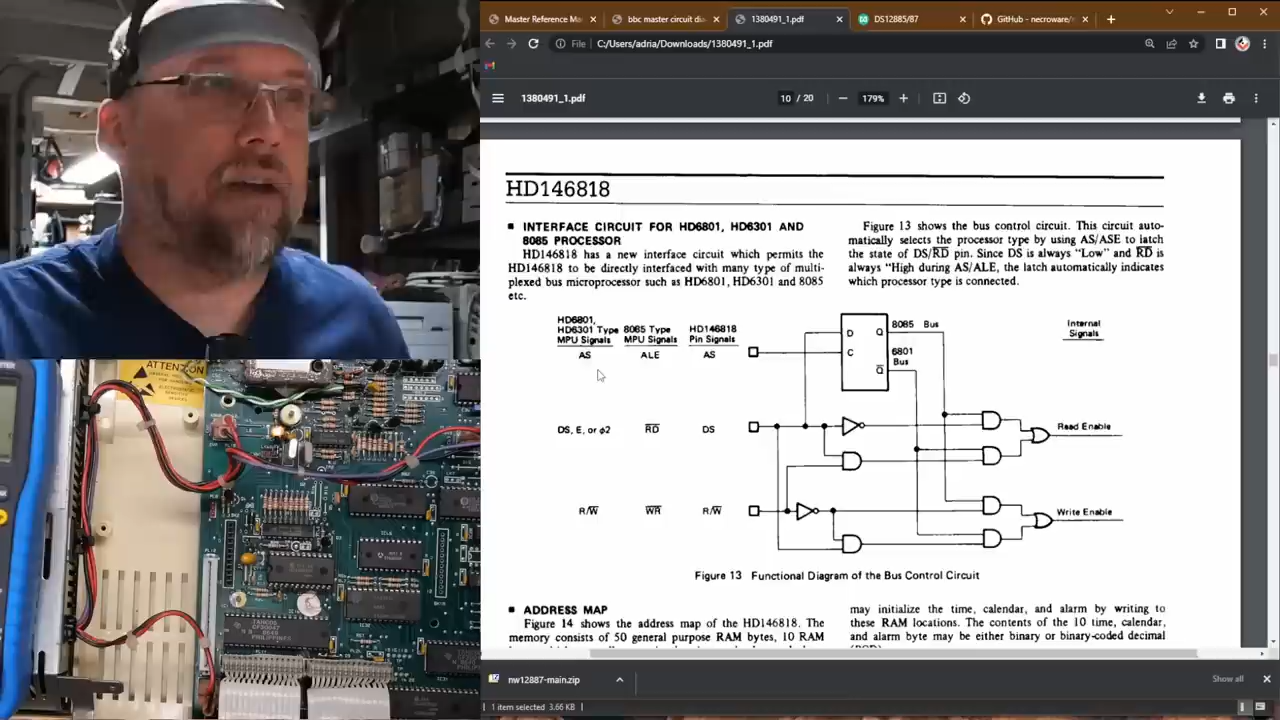 Master Reference Ma
bbc master circuit dia
1380491_1.pdf
DS12885/87
GitHub - necroware/n
File
C:/Users/adria/Downloads/1380491_1.pdf
1380491_1.pdf
10 / 20
179%
HD146818
INTERFACE CIRCUIT FOR HD6801, HD6301 AND
8085 PROCESSOR
HD146818 has a new interface circuit which permits the
HD146818 to be directly interfaced with many type of multi-
plexed bus microprocessor such as HD6801, HD6301 and 8085
etc.
Figure 13 shows the bus control circuit. This circuit auto-
matically selects the processor type by using AS/ASE to latch
the state of DS/RD pin. Since DS is always "Low" and RD is
always "High during AS/ALE, the latch automatically indicates
which processor type is connected.
HD6801,
HD6301 Type
MPU Signals
8085 Type
MPU Signals
HD146818
Pin Signals
Internal
Signals
AS
ALE
AS
D
Q
8085 Bus
C
6801
Bus
Q
DS, E, or φ2
RD
DS
Read Enable
R/W
WR
R/W
Write Enable
Figure 13 Functional Diagram of the Bus Control Circuit
ADDRESS MAP
Figure 14 shows the address map of the HD146818. The
memory consists of 50 general purpose RAM bytes, 10 RAM
may initialize the time, calendar, and alarm by writing to
these RAM locations. The contents of the 10 time, calendar,
and alarm byte may be either binary or binary-coded decimal
nw12887-main.zip
Show all
1 item selected 3.66 KB
ATTENTION